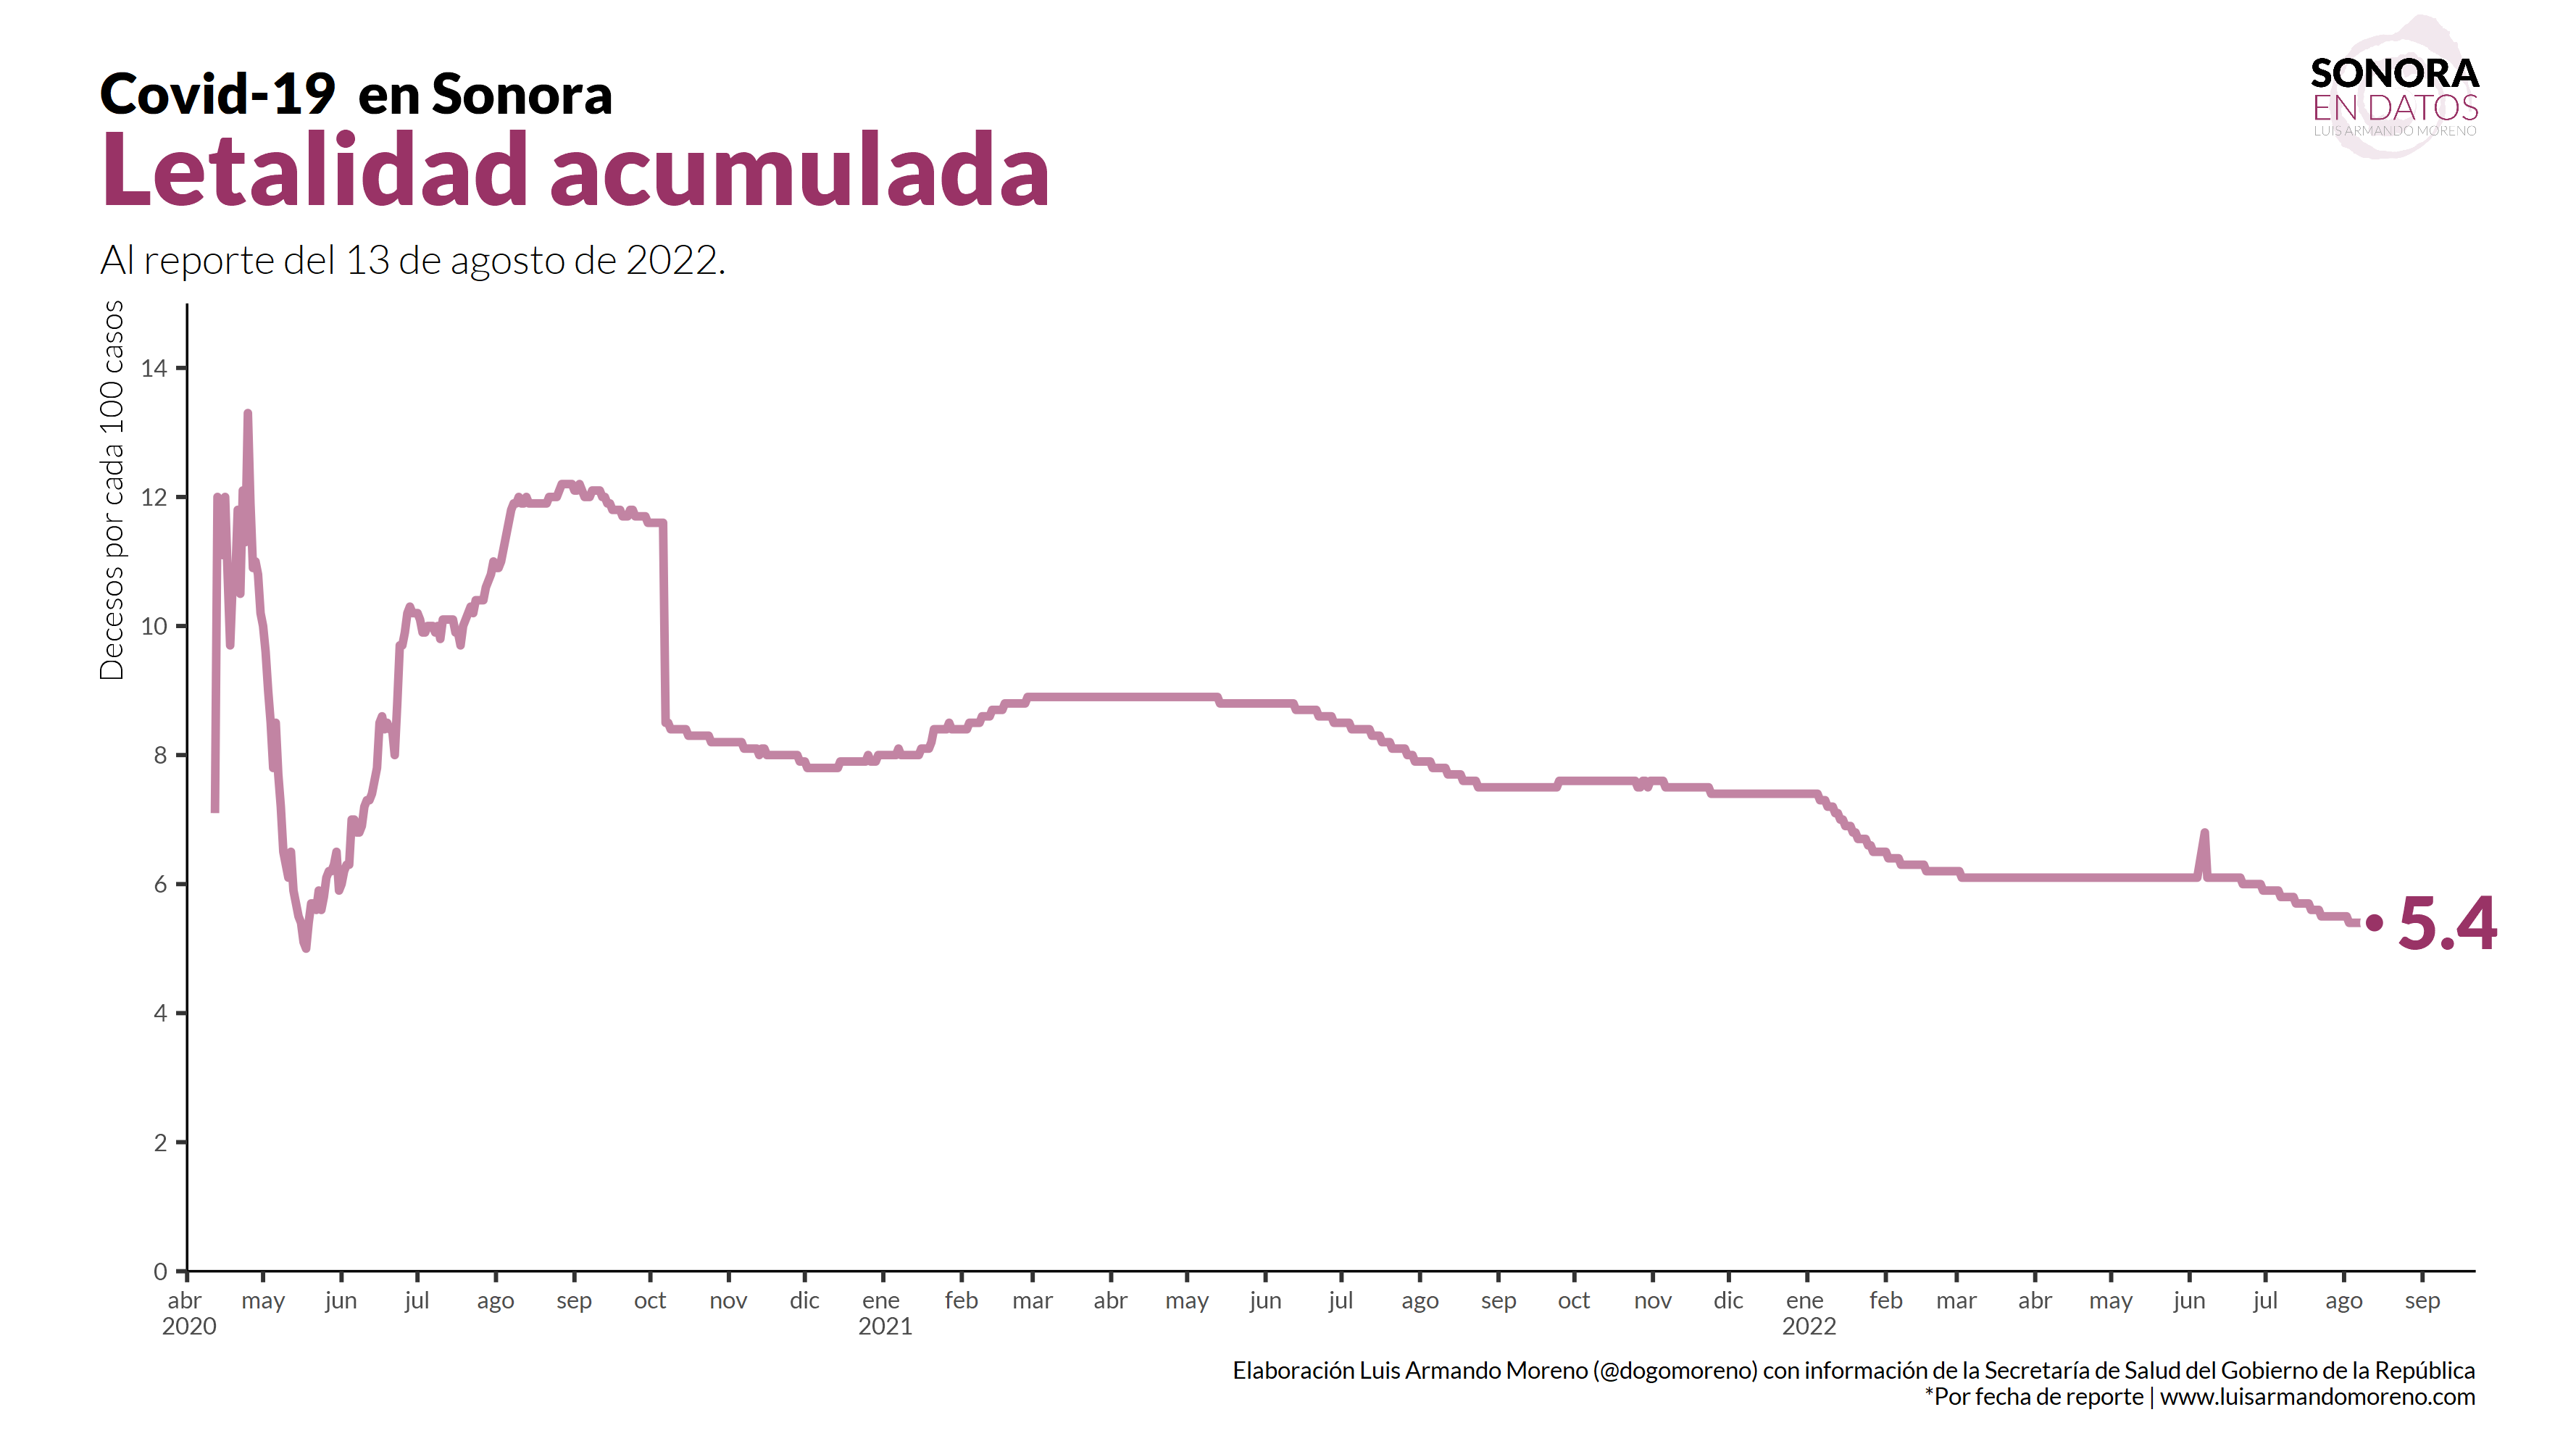 Covid-19 en Sonora
Letalidad acumulada
Al reporte del 13 de agosto de 2022.
SONORA
EN DATOS
LUIS ARMANDO MORENO
Decesos por cada 100 casos
14
12
10
8
6
4
2
0
5.4
abr may jun jul ago sep oct nov dic ene feb mar abr may jun jul ago sep oct nov dic ene feb mar abr may jun jul ago sep
2020 2021 2022
Elaboración Luis Armando Moreno (@dogomoreno) con información de la Secretaría de Salud del Gobierno de la República
*Por fecha de reporte | www.luisarmandomoreno.com